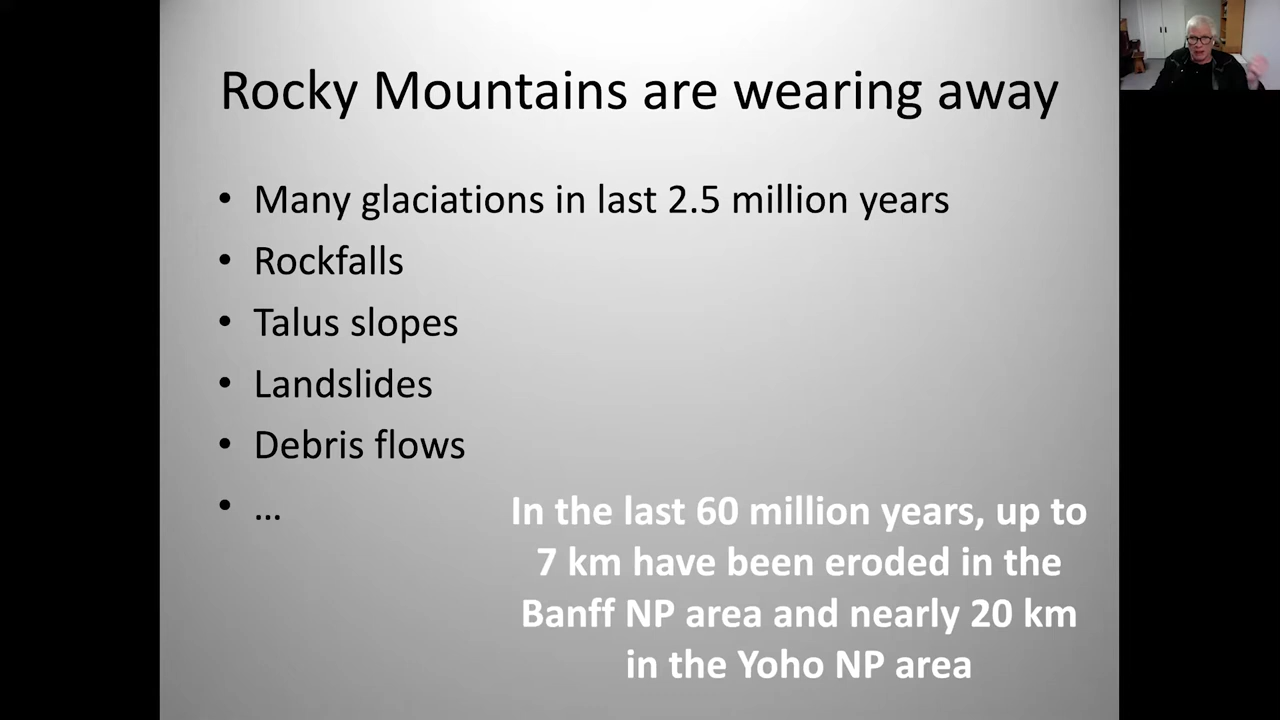 Rocky Mountains are wearing away
• Many glaciations in last 2.5 million years
• Rockfalls
• Talus slopes
• Landslides
• Debris flows
• ...
In the last 60 million years, up to
7 km have been eroded in the
Banff NP area and nearly 20 km
in the Yoho NP area